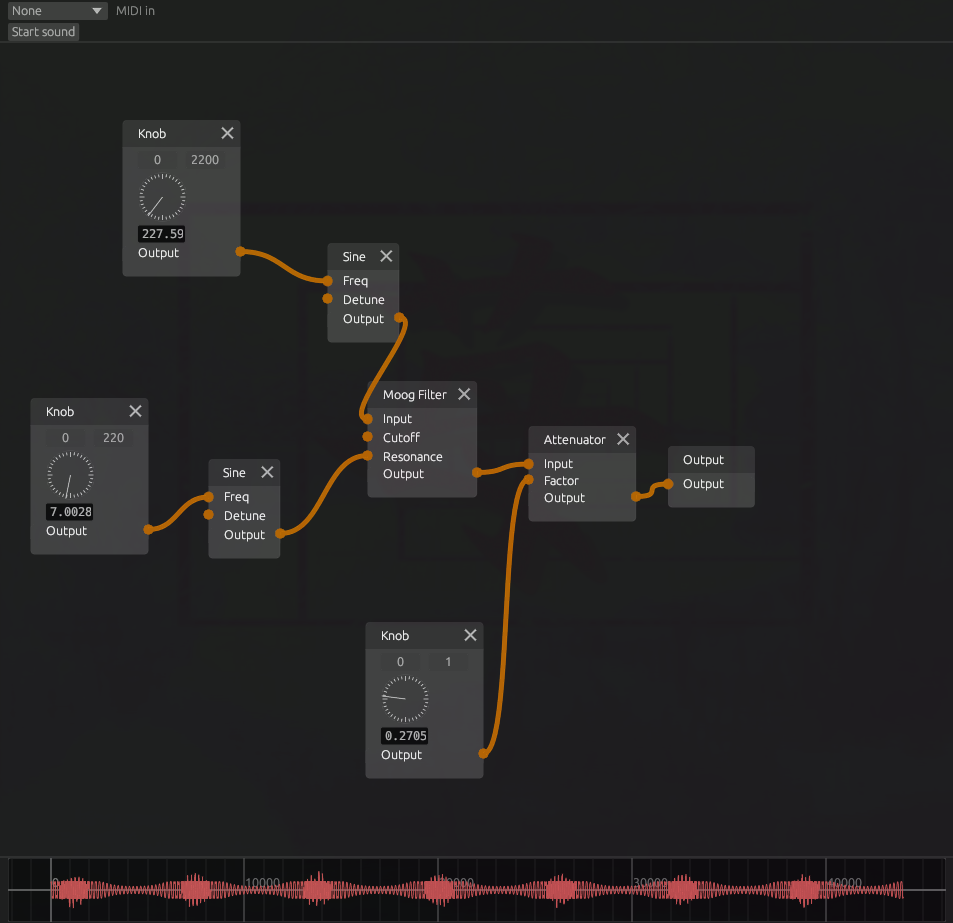 None MIDI in
Start sound
Knob
0 2200
227.59
Output
Sine
Freq
Detune
Output
Moog Filter
Input
Cutoff
Resonance
Output
Knob
0 220
7.0028
Output
Sine
Freq
Detune
Output
Attenuator
Input
Factor
Output
Output
Output
Knob
0 1
0.2705
Output
0 10000 20000 30000 40000